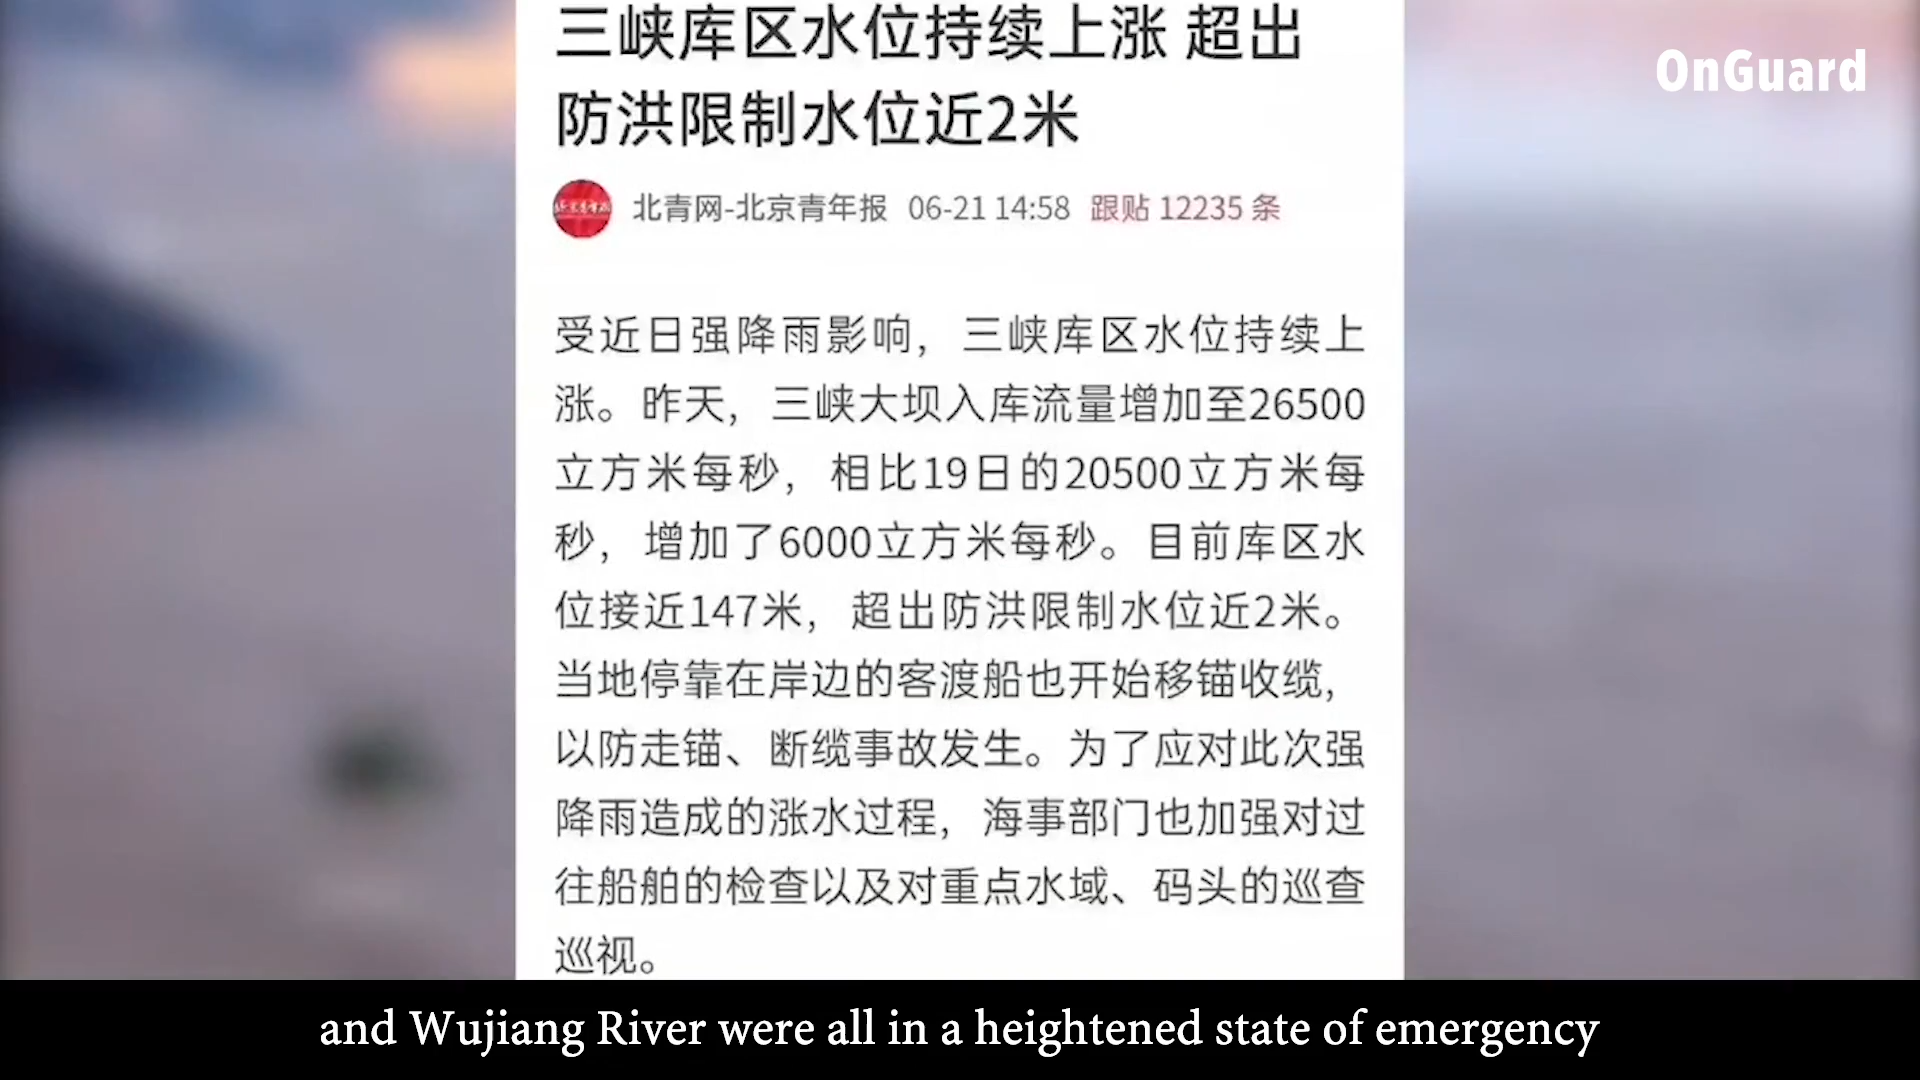 三峡库区水位持续上涨 超出
防洪限制水位近2米
OnGuard
北青网-北京青年报 06-21 14:58 跟贴 12235 条
受近日强降雨影响，三峡库区水位持续上
涨。昨天，三峡大坝入库流量增加至26500
立方米每秒，相比19日的20500立方米每
秒，增加了6000立方米每秒。目前库区水
位接近147米，超出防洪限制水位近2米。
当地停靠在岸边的客渡船也开始移锚收缆，
以防走锚、断缆事故发生。为了应对此次强
降雨造成的涨水过程，海事部门也加强对过
往船舶的检查以及对重点水域、码头的巡查
巡视。
and Wujiang River were all in a heightened state of emergency